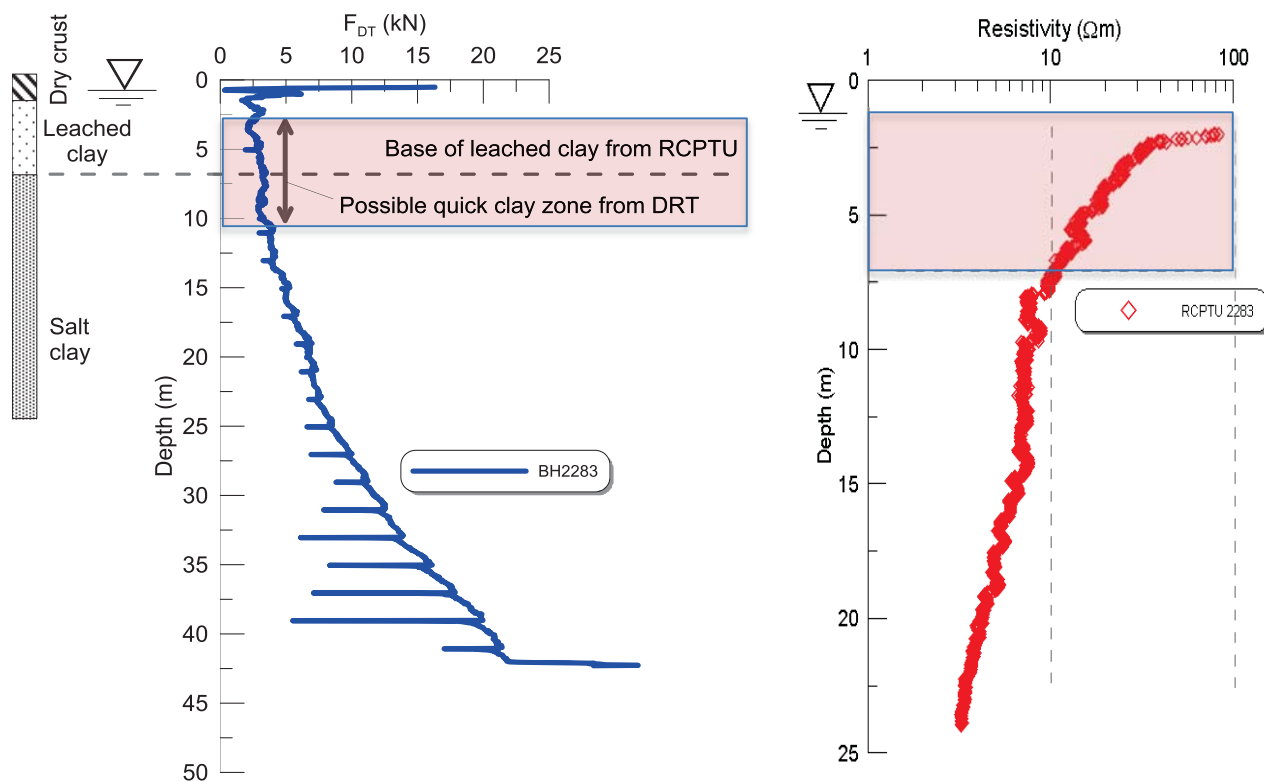 F_DT (kN)
0 5 10 15 20 25
Dry crust
Leached
clay
Salt
clay
Depth (m)
0
5
10
15
20
25
30
35
40
45
50
Base of leached clay from RCPTU
Possible quick clay zone from DRT
BH2283
Resistivity (Ωm)
1 10 100
Depth (m)
0
5
10
15
20
25
RCPTU 2283